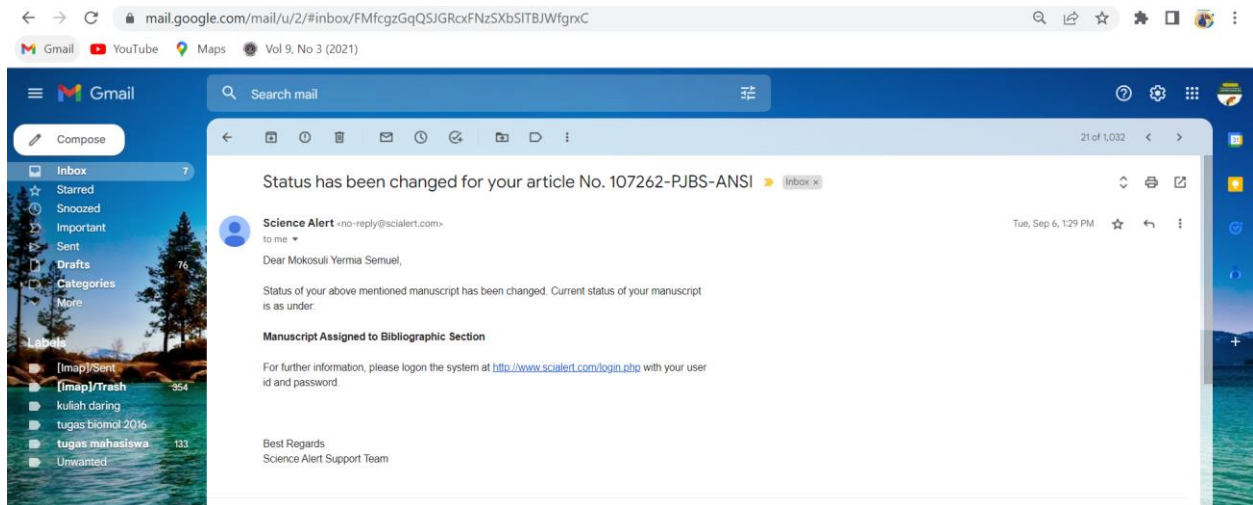 mail.google.com/mail/u/2/#inbox/FMfcgzGqQSJGRcxFNzSXbSlTBJWfgrxC
Gmail YouTube Maps Vol 9, No 3 (2021)
Gmail Search mail
Compose 21 of 1,032
Inbox 7
Starred
Snoozed
Important
Sent
Drafts 76
Categories
More
Labels
[Imap]/Sent
[Imap]/Trash 354
kuliah daring
tugas biomol 2016
tugas mahasiswa 133
Unwanted
Status has been changed for your article No. 107262-PJBS-ANSI Inbox x
Science Alert <no-reply@scialert.com> Tue, Sep 6, 1:29 PM
to me
Dear Mokosuli Yermia Semuel,
Status of your above mentioned manuscript has been changed. Current status of your manuscript
is as under:
Manuscript Assigned to Bibliographic Section
For further information, please logon the system at http://www.scialert.com/login.php with your user
id and password.
Best Regards
Science Alert Support Team